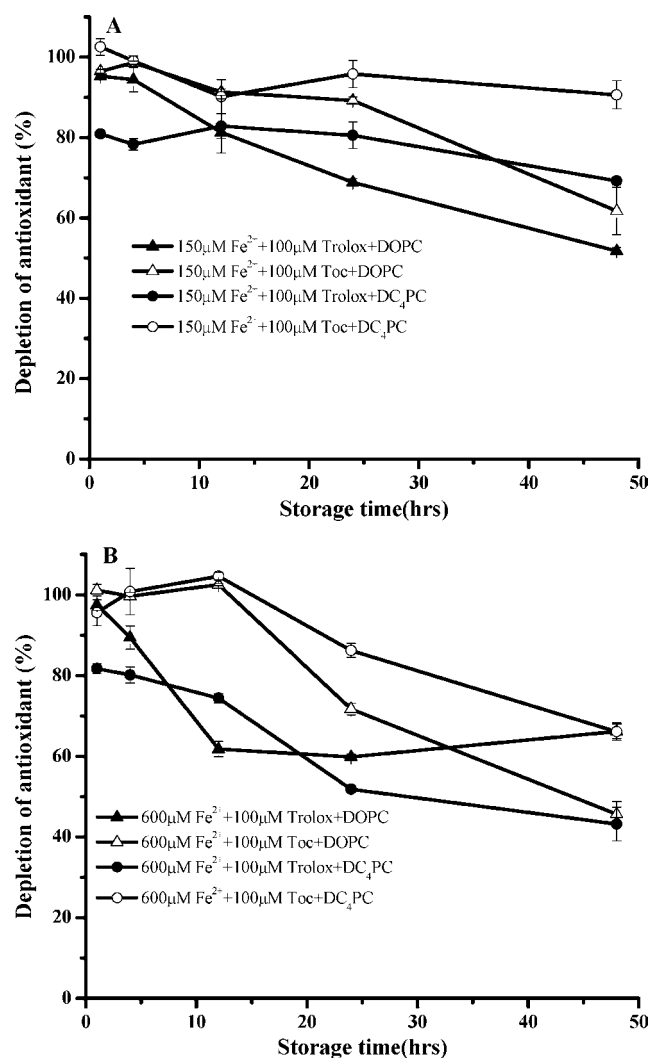 A
100
80
60
40
20
0
Depletion of antioxidant (%)
150μM Fe²⁺+100μM Trolox+DOPC
150μM Fe²⁺+100μM Toc+DOPC
150μM Fe²⁺+100μM Trolox+DC₄PC
150μM Fe²⁺+100μM Toc+DC₄PC
0 10 20 30 40 50
Storage time(hrs)
B
100
80
60
40
20
0
Depletion of antioxidant (%)
600μM Fe²⁺+100μM Trolox+DOPC
600μM Fe²⁺+100μM Toc+DOPC
600μM Fe²⁺+100μM Trolox+DC₄PC
600μM Fe²⁺+100μM Toc+DC₄PC
0 10 20 30 40 50
Storage time(hrs)